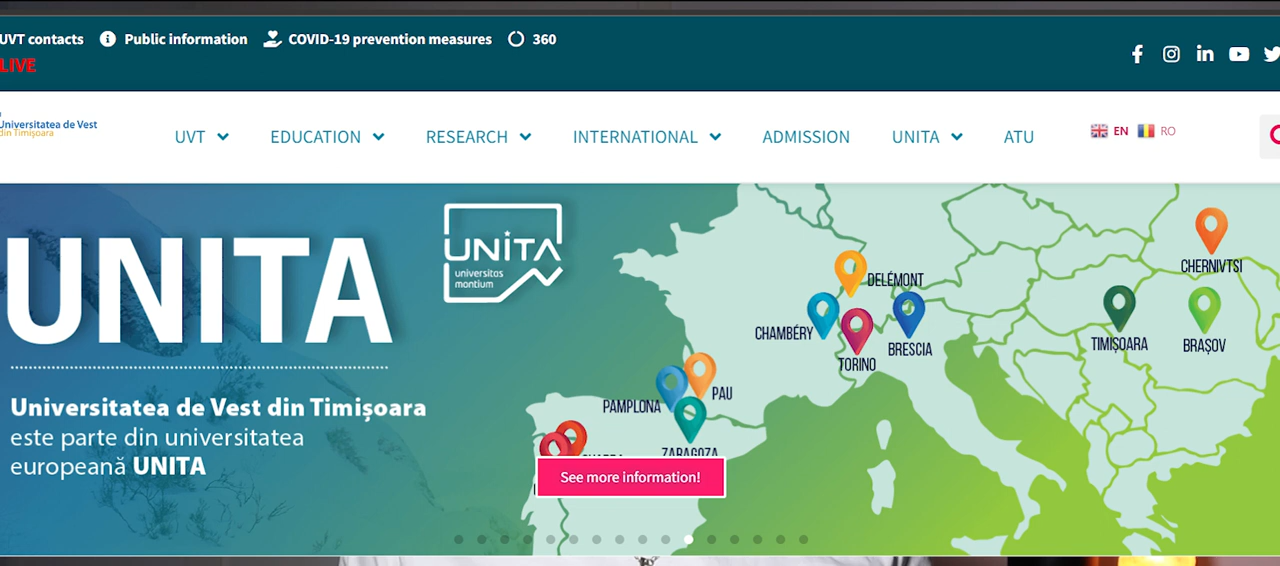 UVT contacts Public information COVID-19 prevention measures 360
LIVE
Universitatea de Vest
din Timișoara
UVT EDUCATION RESEARCH INTERNATIONAL ADMISSION UNITA ATU
EN RO
UNITA
UNITA
universitas
montium
CHERNIVTSI
DELÉMONT
CHAMBÉRY
TORINO
BRESCIA
TIMIȘOARA
BRAȘOV
PAU
PAMPLONA
ZARAGOZA
Universitatea de Vest din Timișoara
este parte din universitatea
europeană UNITA
See more information!